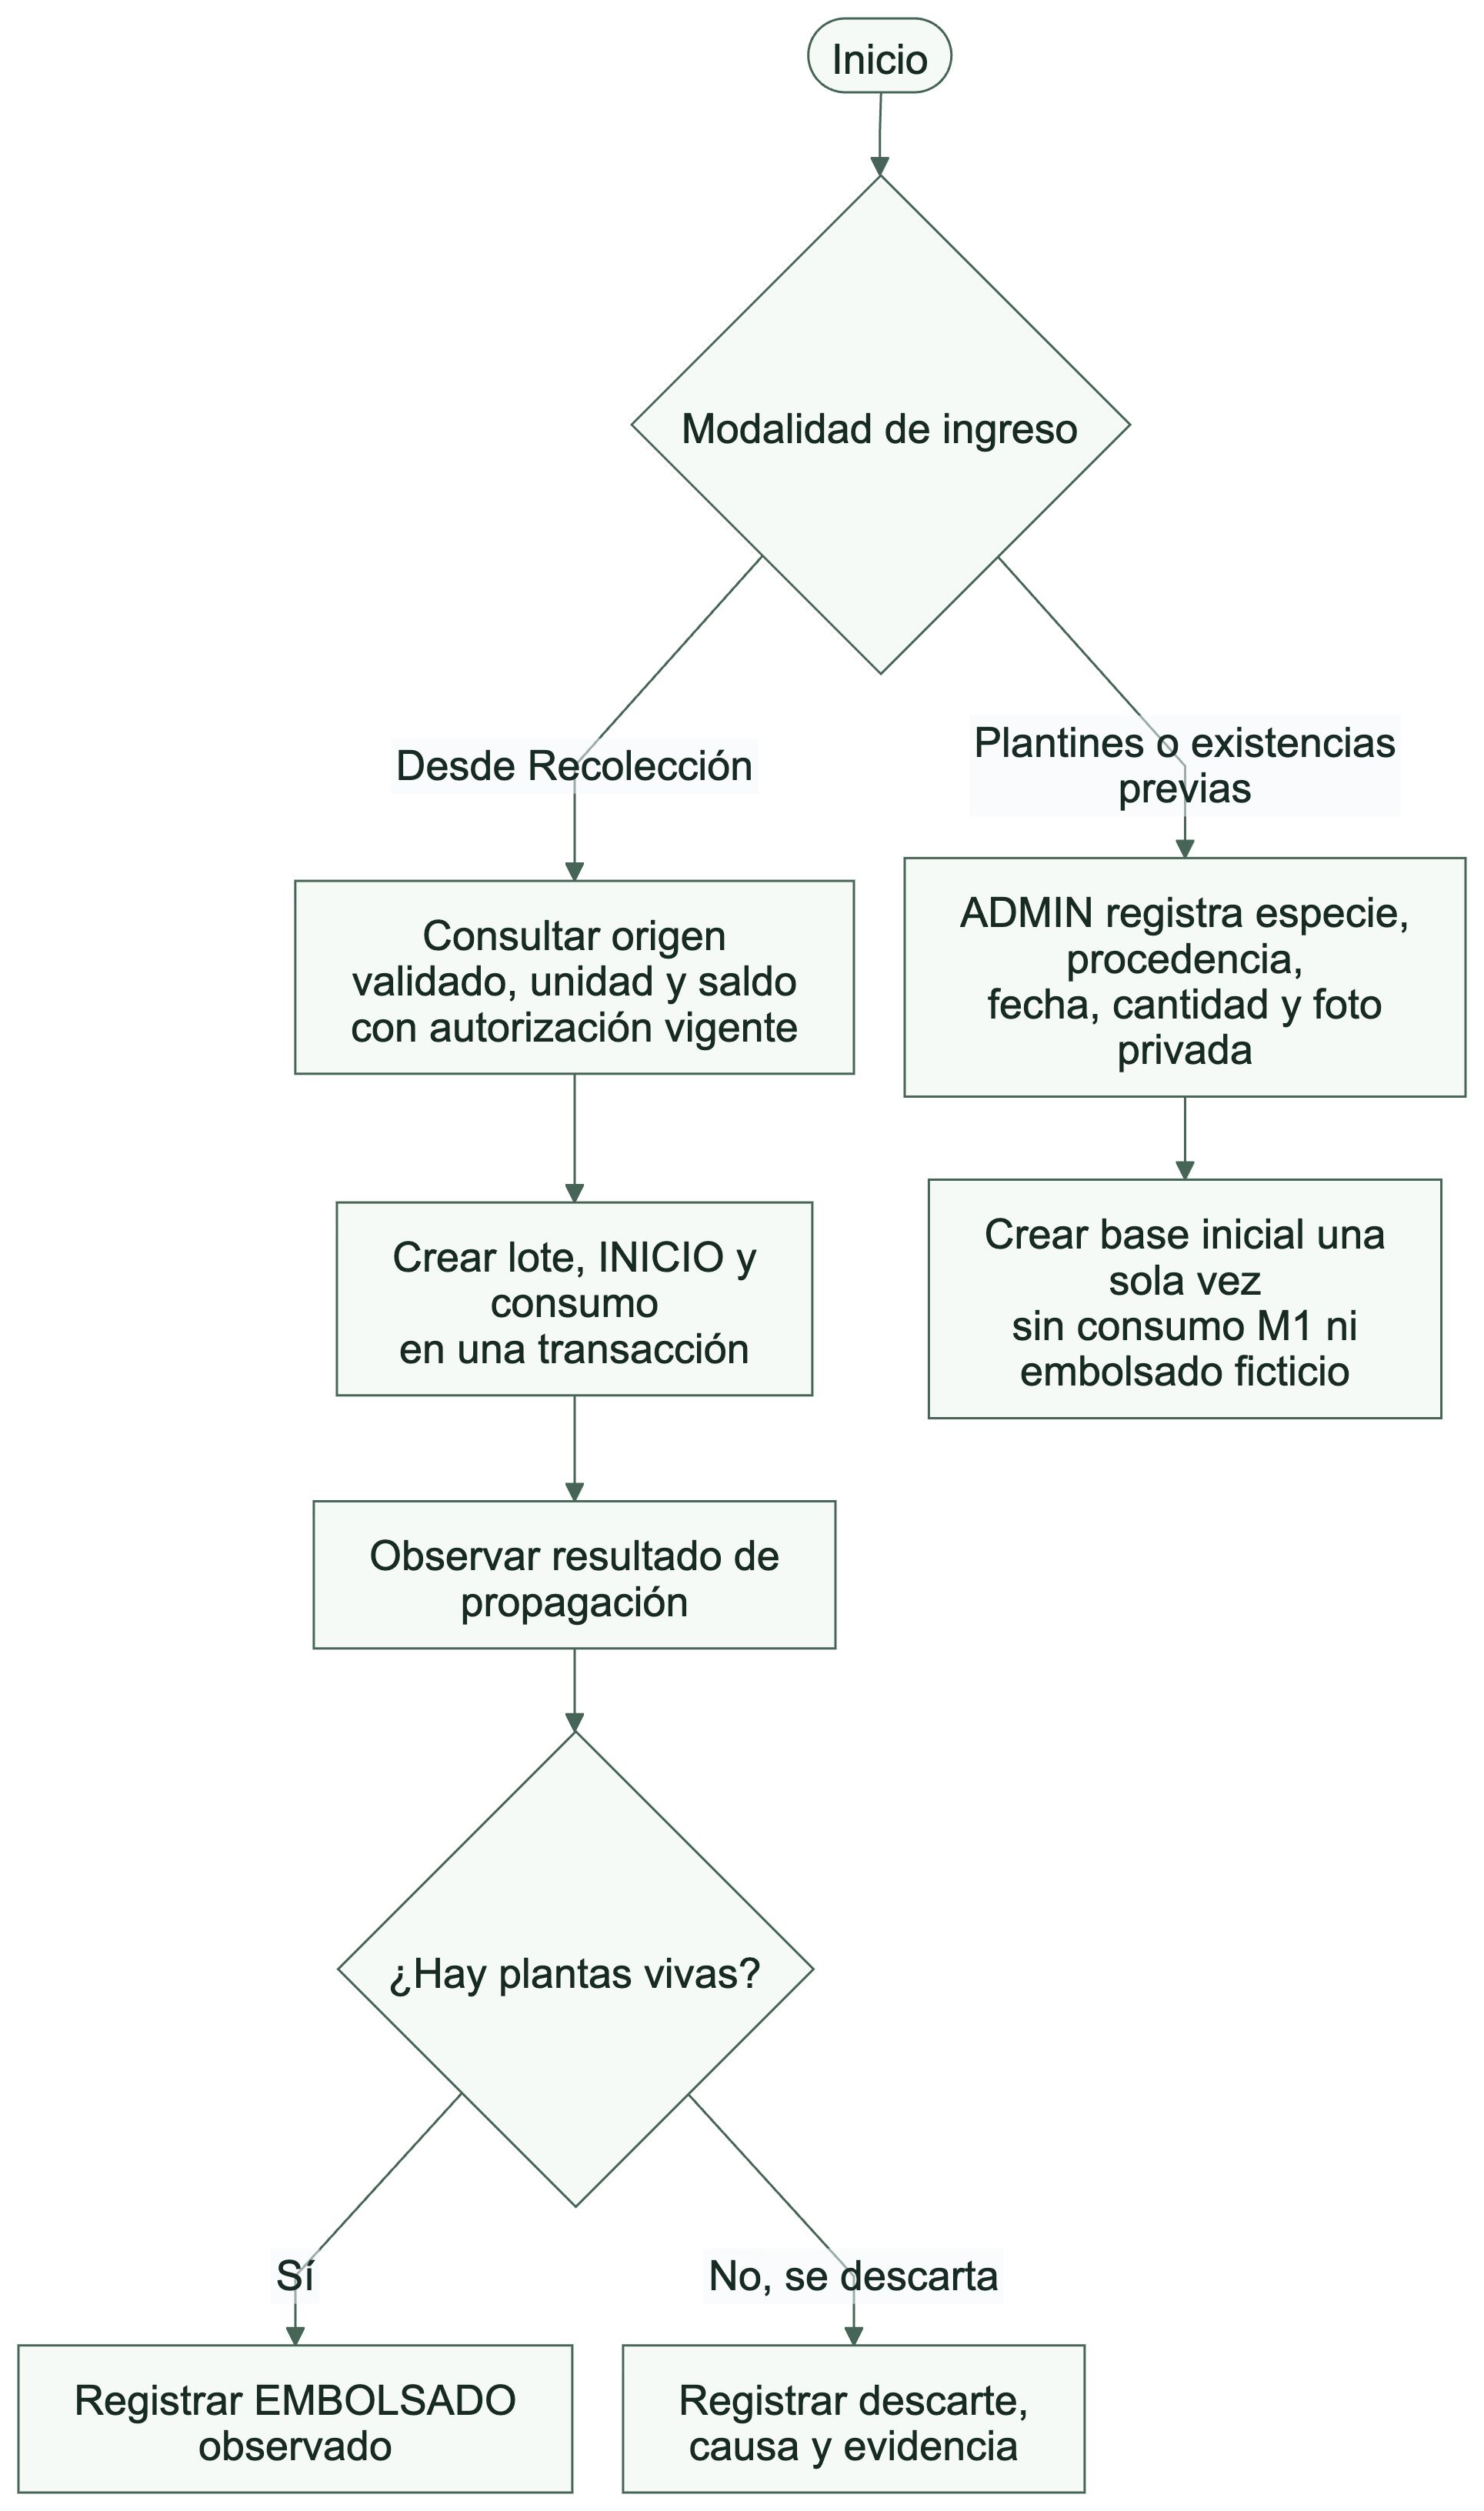 Inicio
Modalidad de ingreso
Desde Recolección
Plantines o existencias
previas
Consultar origen
validado, unidad y saldo
con autorización vigente
ADMIN registra especie,
procedencia,
fecha, cantidad y foto
privada
Crear lote, INICIO y
consumo
en una transacción
Crear base inicial una
sola vez
sin consumo M1 ni
embolsado ficticio
Observar resultado de
propagación
¿Hay plantas vivas?
Sí
No, se descarta
Registrar EMBOLSADO
observado
Registrar descarte,
causa y evidencia